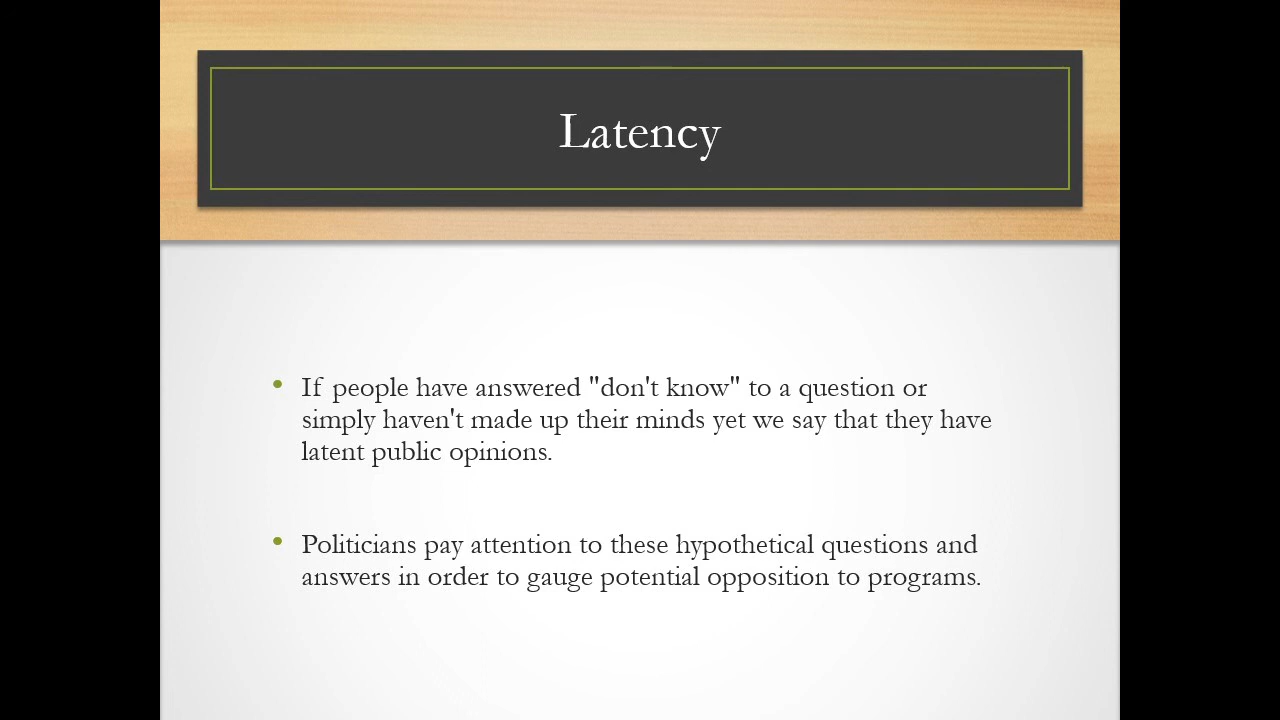 Latency
• If people have answered "don't know" to a question or
simply haven't made up their minds yet we say that they have
latent public opinions.
• Politicians pay attention to these hypothetical questions and
answers in order to gauge potential opposition to programs.